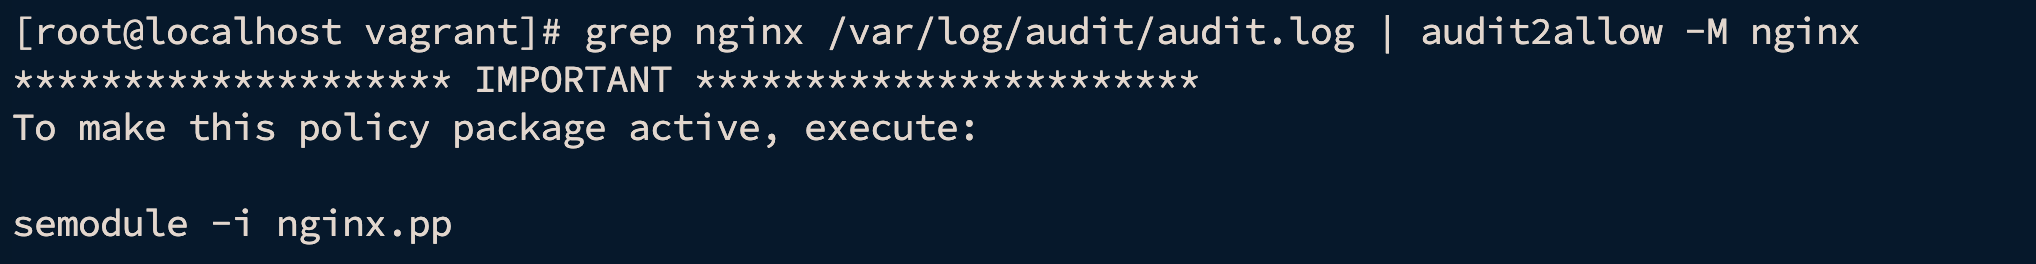 [root@localhost vagrant]# grep nginx /var/log/audit/audit.log | audit2allow -M nginx
******************** IMPORTANT ***********************
To make this policy package active, execute:

semodule -i nginx.pp